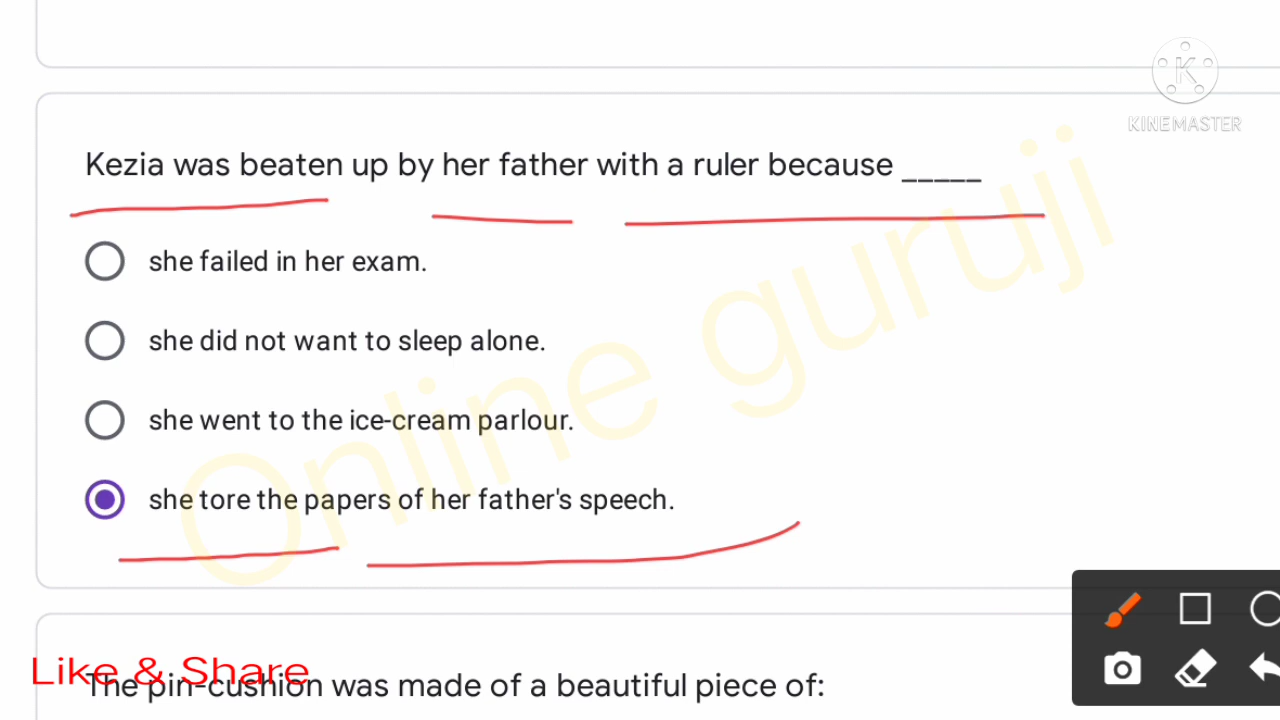 K
KINEMASTER
Kezia was beaten up by her father with a ruler because _____
she failed in her exam.
she did not want to sleep alone.
she went to the ice-cream parlour.
she tore the papers of her father's speech.
Online guruji
Like & Share
The pin-cushion was made of a beautiful piece of: